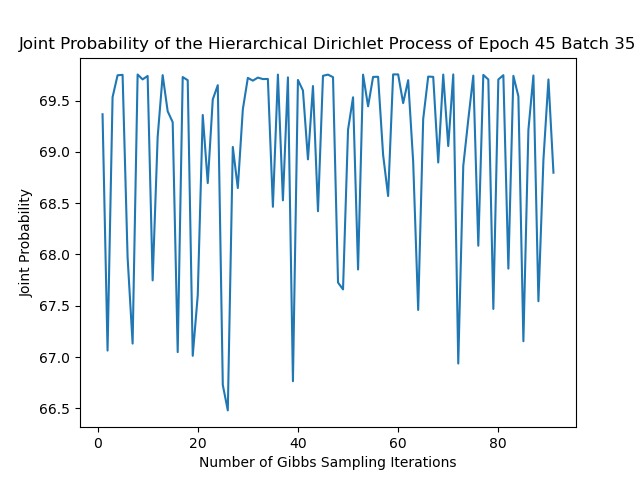 Joint Probability of the Hierarchical Dirichlet Process of Epoch 45 Batch 35
69.5
69.0
68.5
68.0
67.5
67.0
66.5
Joint Probability
0 20 40 60 80
Number of Gibbs Sampling Iterations